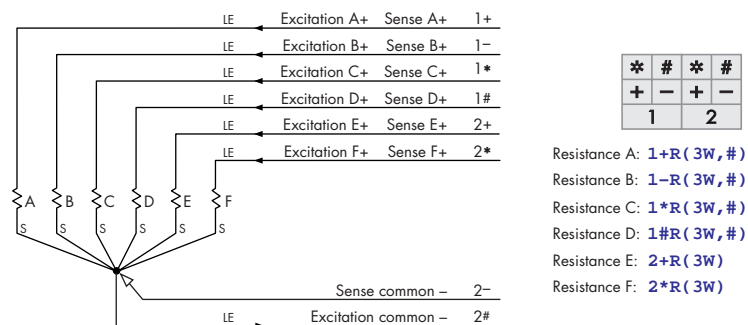 LE Excitation A+ Sense A+ 1+
LE Excitation B+ Sense B+ 1−
LE Excitation C+ Sense C+ 1*
LE Excitation D+ Sense D+ 1#
LE Excitation E+ Sense E+ 2+
LE Excitation F+ Sense F+ 2*
A B C D E F
S S S S S S
Sense common − 2−
LE Excitation common − 2#
* # * #
+ − + −
1 2
Resistance A: 1+R(3W,#)
Resistance B: 1−R(3W,#)
Resistance C: 1*R(3W,#)
Resistance D: 1#R(3W,#)
Resistance E: 2+R(3W)
Resistance F: 2*R(3W)